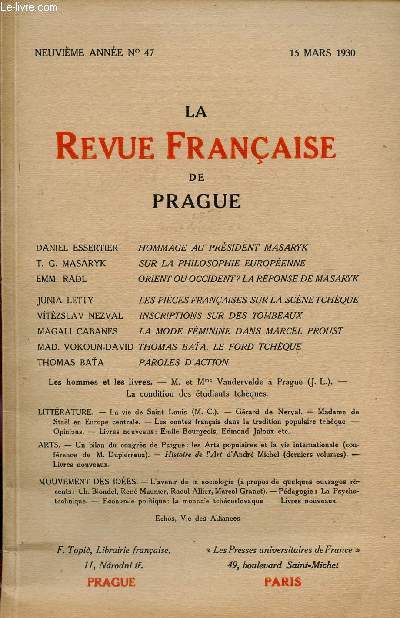 Le-livre.com
NEUVIÈME ANNÉE Nº 47 15 MARS 1930
LA
REVUE FRANÇAISE
DE
PRAGUE
DANIEL ESSERTIER HOMMAGE AU PRÉSIDENT MASARYK
T. G. MASARYK SUR LA PHILOSOPHIE EUROPÉENNE
EMM. RÁDL ORIENT OU OCCIDENT? LA RÉPONSE DE MASARYK
JUNIA LETTY LES PIÈCES FRANÇAISES SUR LA SCÈNE TCHÈQUE
VÍTĚZSLAV NEZVAL INSCRIPTIONS SUR DES TOMBEAUX
MAGALI CABANES LA MODE FÉMININE DANS MARCEL PROUST
MAD. VOKOUN-DAVID THOMAS BAŤA, LE FORD TCHÈQUE
THOMAS BAŤA PAROLES D'ACTION
Les hommes et les livres. — M. et Mme Vandervelde à Prague (J. L.). —
La condition des étudiants tchèques.
LITTÉRATURE. — La vie de Saint Louis (M. C.). — Gérard de Nerval. — Madame de
Staël en Europe centrale. — Les contes français dans la tradition populaire tchèque —
Opinions. — Livres nouveaux: Emile Bourgeois, Edmond Jaloux etc.
ARTS. — Un bilan du congrès de Prague: les Arts populaires et la vie internationale (con-
férence de M. Dupierreux). — Histoire de l'Art d'André Michel (derniers volumes). —
Livres nouveaux.
MOUVEMENT DES IDÉES. — L'avenir de la sociologie (à propos de quelques ouvrages ré-
cents: Ch. Blondel, René Maunier, Raoul Allier, Marcel Granet). — Pédagogie: La Psycho-
technique. — Economie politique: la monnaie tchécoslovaque — Livres nouveaux
Echos, Vie des Alliances
F. Topič, Librairie française, « Les Presses universitaires de France »
11, Národní tř. 49, boulevard Saint-Michel
PRAGUE PARIS